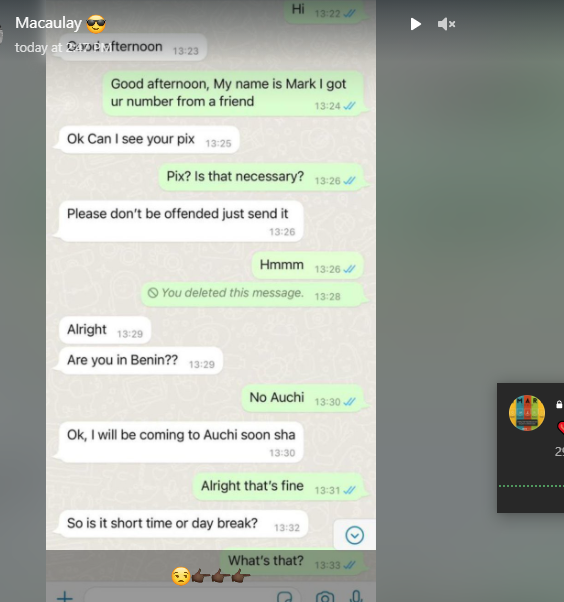 Macaulay 😎
today at 2:47 PM
Hi 13:22
Good afternoon 13:23
Good afternoon, My name is Mark I got
ur number from a friend
13:24
Ok Can I see your pix 13:25
Pix? Is that necessary? 13:26
Please don't be offended just send it
13:26
Hmmm 13:26
You deleted this message. 13:28
Alright 13:29
Are you in Benin?? 13:29
No Auchi 13:30
Ok, I will be coming to Auchi soon sha
13:30
Alright that's fine 13:31
So is it short time or day break? 13:32
What's that? 13:33
😒👉🏿👉🏿👉🏿